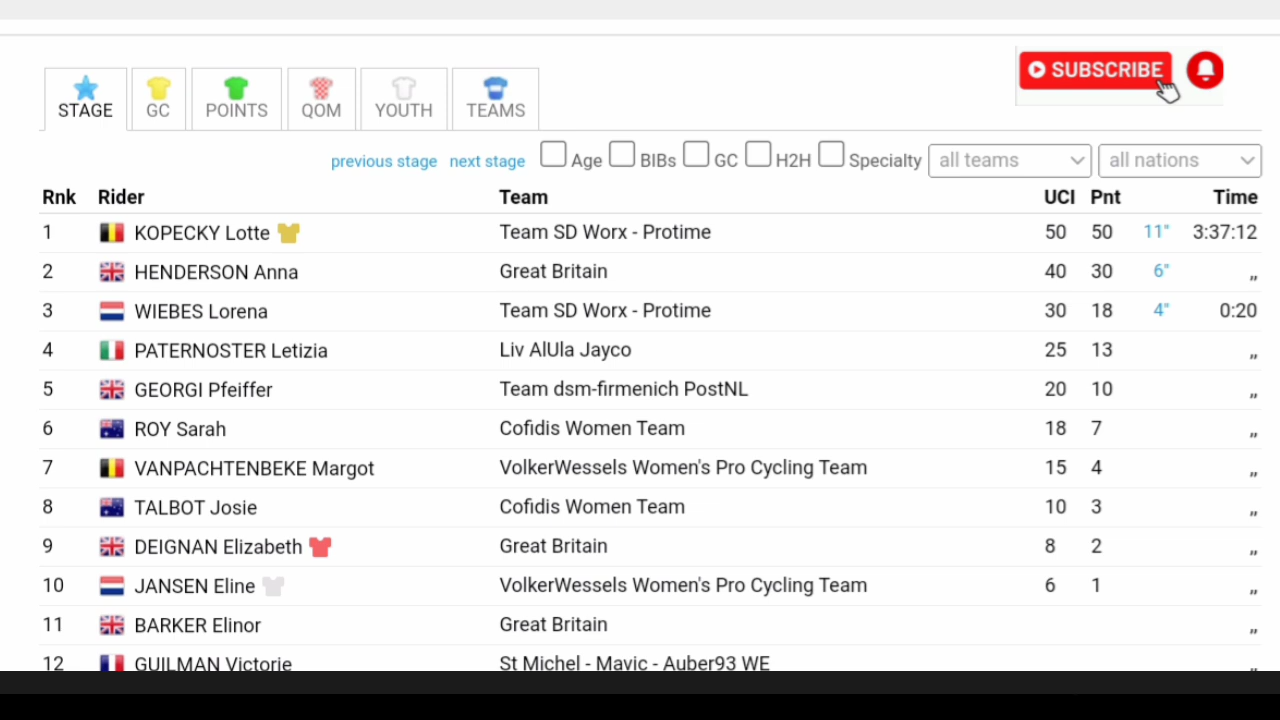 SUBSCRIBE
STAGE GC POINTS QOM YOUTH TEAMS
previous stage next stage Age BIBs GC H2H Specialty all teams all nations
Rnk Rider Team UCI Pnt Time
1 KOPECKY Lotte Team SD Worx - Protime 50 50 11" 3:37:12
2 HENDERSON Anna Great Britain 40 30 6" ,,
3 WIEBES Lorena Team SD Worx - Protime 30 18 4" 0:20
4 PATERNOSTER Letizia Liv AlUla Jayco 25 13 ,,
5 GEORGI Pfeiffer Team dsm-firmenich PostNL 20 10 ,,
6 ROY Sarah Cofidis Women Team 18 7 ,,
7 VANPACHTENBEKE Margot VolkerWessels Women's Pro Cycling Team 15 4 ,,
8 TALBOT Josie Cofidis Women Team 10 3 ,,
9 DEIGNAN Elizabeth Great Britain 8 2 ,,
10 JANSEN Eline VolkerWessels Women's Pro Cycling Team 6 1 ,,
11 BARKER Elinor Great Britain ,,
12 GUILMAN Victorie St Michel - Mavic - Auber93 WE ,,